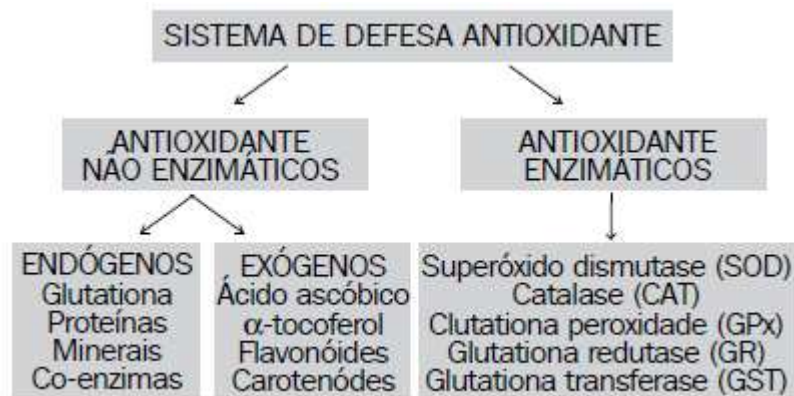 SISTEMA DE DEFESA ANTIOXIDANTE
ANTIOXIDANTE
NÃO ENZIMÁTICOS
ANTIOXIDANTE
ENZIMÁTICOS
ENDÓGENOS
Glutationa
Proteínas
Minerais
Co-enzimas
EXÓGENOS
Ácido ascóbico
α-tocoferol
Flavonóides
Carotenódes
Superóxido dismutase (SOD)
Catalase (CAT)
Clutationa peroxidade (GPx)
Glutationa redutase (GR)
Glutationa transferase (GST)